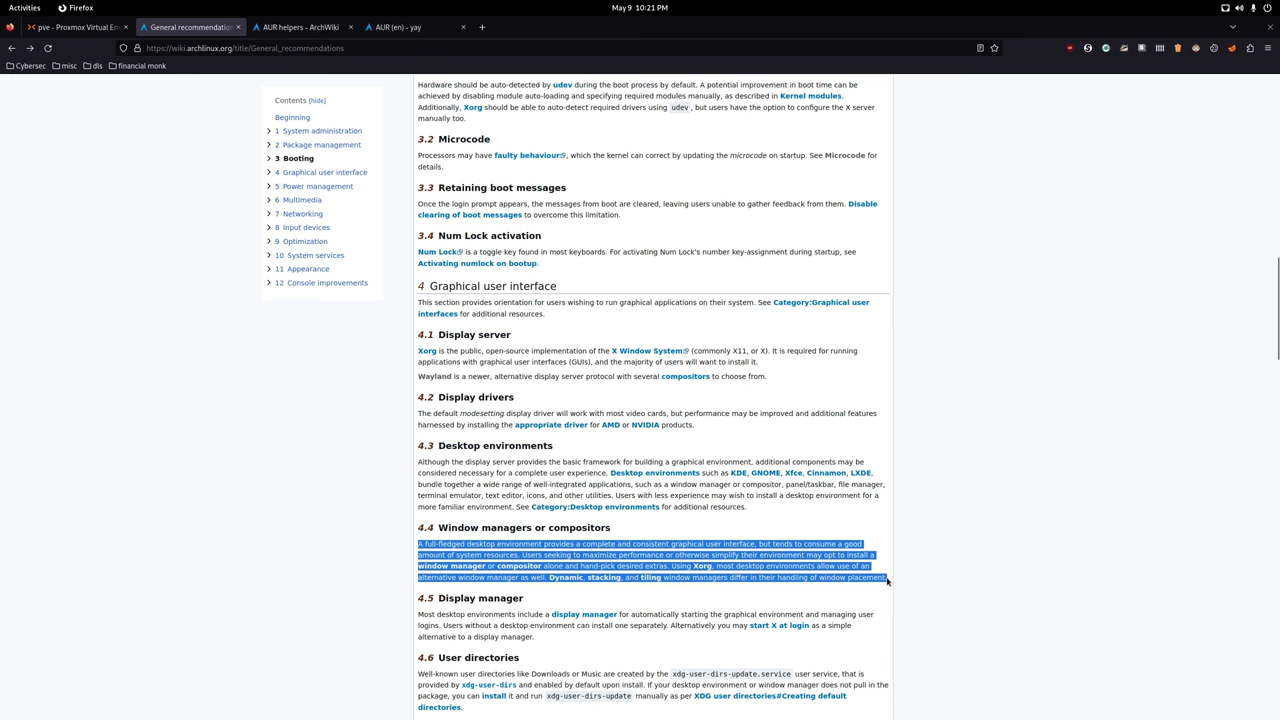 Activities
Firefox
May 9 10:21 PM
pve - Proxmox Virtual En
General recommendation
AUR helpers - ArchWiki
AUR (en) - yay
https://wiki.archlinux.org/title/General_recommendations
Cybersec
misc
dls
financial monk
Contents [hide]
Beginning
1 System administration
2 Package management
3 Booting
4 Graphical user interface
5 Power management
6 Multimedia
7 Networking
8 Input devices
9 Optimization
10 System services
11 Appearance
12 Console improvements
Hardware should be auto-detected by udev during the boot process by default. A potential improvement in boot time can be
achieved by disabling module auto-loading and specifying required modules manually, as described in Kernel modules.
Additionally, Xorg should be able to auto-detect required drivers using udev, but users have the option to configure the X server
manually too.
3.2 Microcode
Processors may have faulty behaviour, which the kernel can correct by updating the microcode on startup. See Microcode for
details.
3.3 Retaining boot messages
Once the login prompt appears, the messages from boot are cleared, leaving users unable to gather feedback from them. Disable
clearing of boot messages to overcome this limitation.
3.4 Num Lock activation
Num Lock is a toggle key found in most keyboards. For activating Num Lock's number key-assignment during startup, see
Activating numlock on bootup.
4 Graphical user interface
This section provides orientation for users wishing to run graphical applications on their system. See Category:Graphical user
interfaces for additional resources.
4.1 Display server
Xorg is the public, open-source implementation of the X Window System (commonly X11, or X). It is required for running
applications with graphical user interfaces (GUIs), and the majority of users will want to install it.
Wayland is a newer, alternative display server protocol with several compositors to choose from.
4.2 Display drivers
The default modesetting display driver will work with most video cards, but performance may be improved and additional features
harnessed by installing the appropriate driver for AMD or NVIDIA products.
4.3 Desktop environments
Although the display server provides the basic framework for building a graphical environment, additional components may be
considered necessary for a complete user experience. Desktop environments such as KDE, GNOME, Xfce, Cinnamon, LXDE,
bundle together a wide range of well-integrated applications, such as a window manager or compositor, panel/taskbar, file manager,
terminal emulator, text editor, icons, and other utilities. Users with less experience may wish to install a desktop environment for a
more familiar environment. See Category:Desktop environments for additional resources.
4.4 Window managers or compositors
A full-fledged desktop environment provides a complete and consistent graphical user interface, but tends to consume a good
amount of system resources. Users seeking to maximize performance or otherwise simplify their environment may opt to install a
window manager or compositor alone and hand-pick desired extras. Using Xorg, most desktop environments allow use of an
alternative window manager as well. Dynamic, stacking, and tiling window managers differ in their handling of window placement.
4.5 Display manager
Most desktop environments include a display manager for automatically starting the graphical environment and managing user
logins. Users without a desktop environment can install one separately. Alternatively you may start X at login as a simple
alternative to a display manager.
4.6 User directories
Well-known user directories like Downloads or Music are created by the xdg-user-dirs-update.service user service, that is
provided by xdg-user-dirs and enabled by default upon install. If your desktop environment or window manager does not pull in the
package, you can install it and run xdg-user-dirs-update manually as per XDG user directories#Creating default
directories.